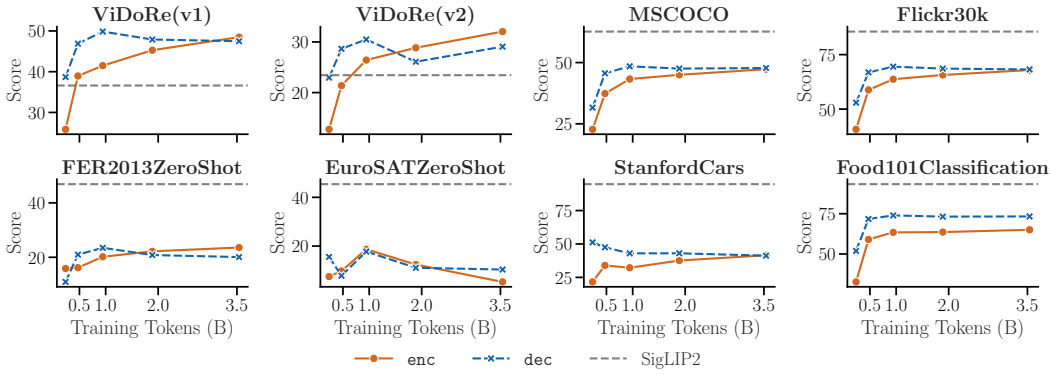 ViDoRe(v1) ViDoRe(v2) MSCOCO Flickr30k
Score
50
40
30
30
20
Score
50
25
Score
75
50
Score
FER2013ZeroShot EuroSATZeroShot StanfordCars Food101Classification
Score
40
20
Score
40
20
Score
75
50
25
Score
75
50
0.5 1.0 2.0 3.5 0.5 1.0 2.0 3.5 0.5 1.0 2.0 3.5 0.5 1.0 2.0 3.5
Training Tokens (B) Training Tokens (B) Training Tokens (B) Training Tokens (B)
enc dec SigLIP2